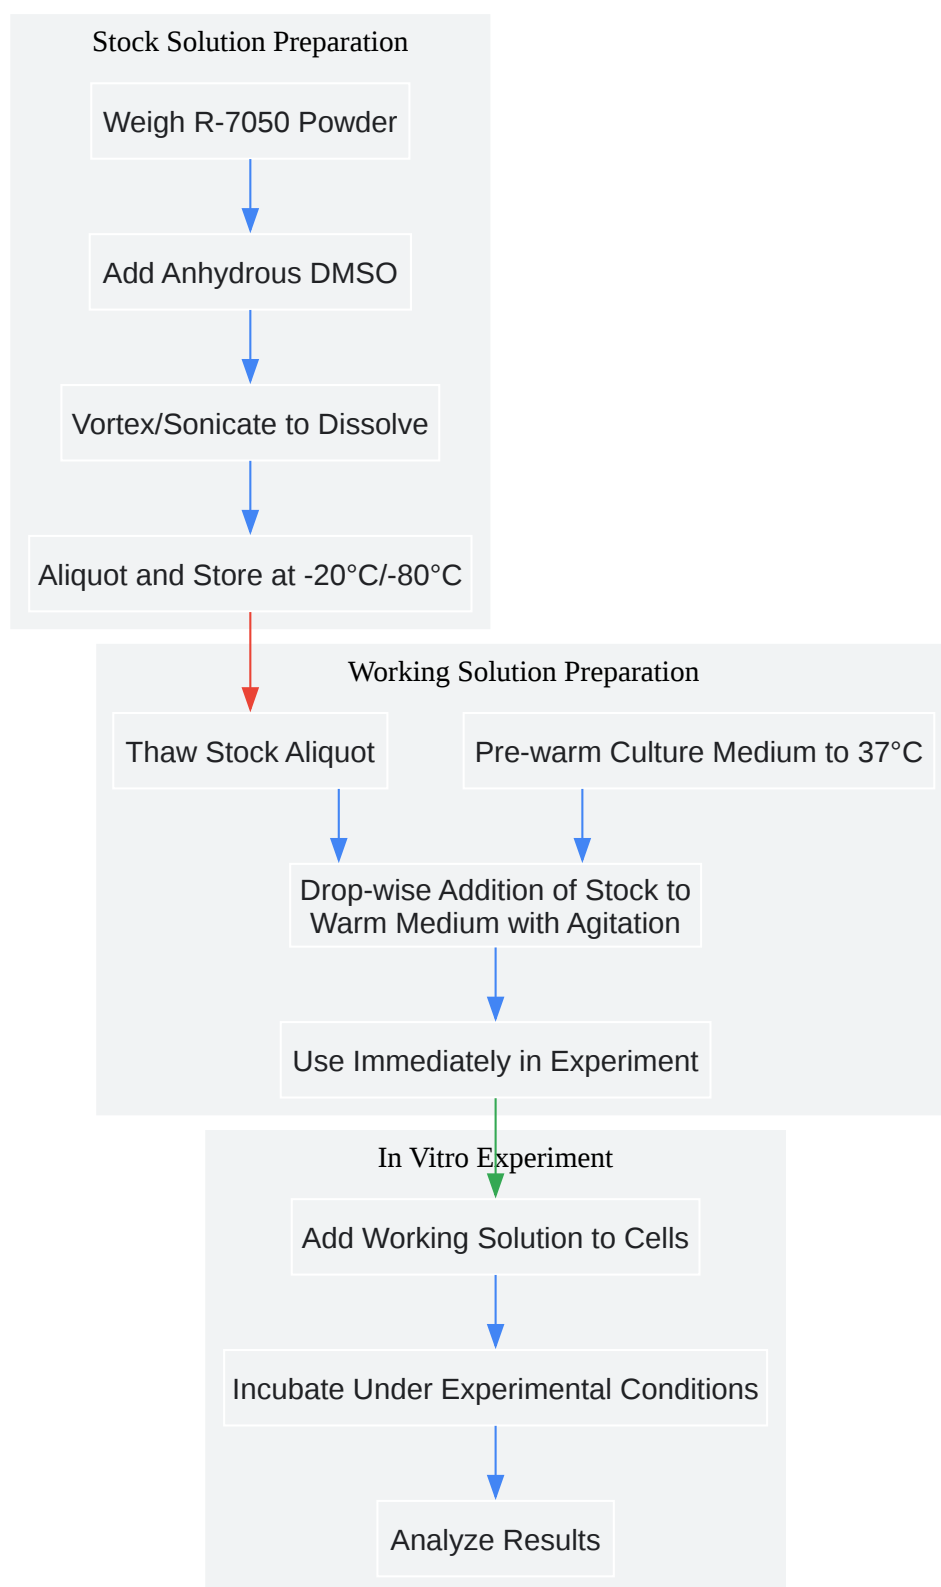 Stock Solution Preparation
Weigh R-7050 Powder
Add Anhydrous DMSO
Vortex/Sonicate to Dissolve
Aliquot and Store at -20°C/-80°C
Working Solution Preparation
Thaw Stock Aliquot
Pre-warm Culture Medium to 37°C
Drop-wise Addition of Stock to
Warm Medium with Agitation
Use Immediately in Experiment
In Vitro Experiment
Add Working Solution to Cells
Incubate Under Experimental Conditions
Analyze Results